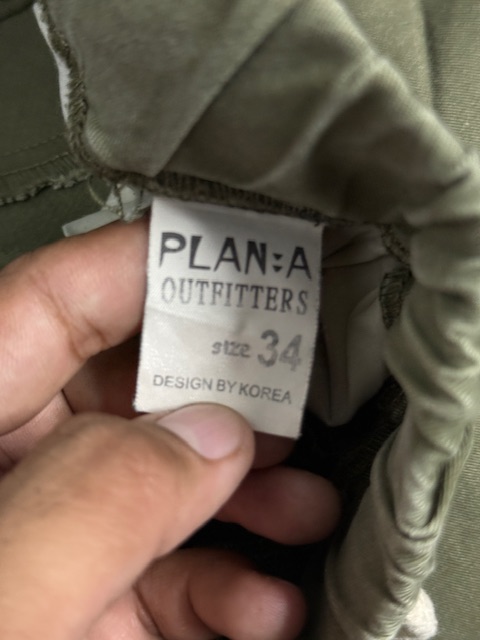 PLAN:A
OUTFITTERS
size 34
DESIGN BY KOREA